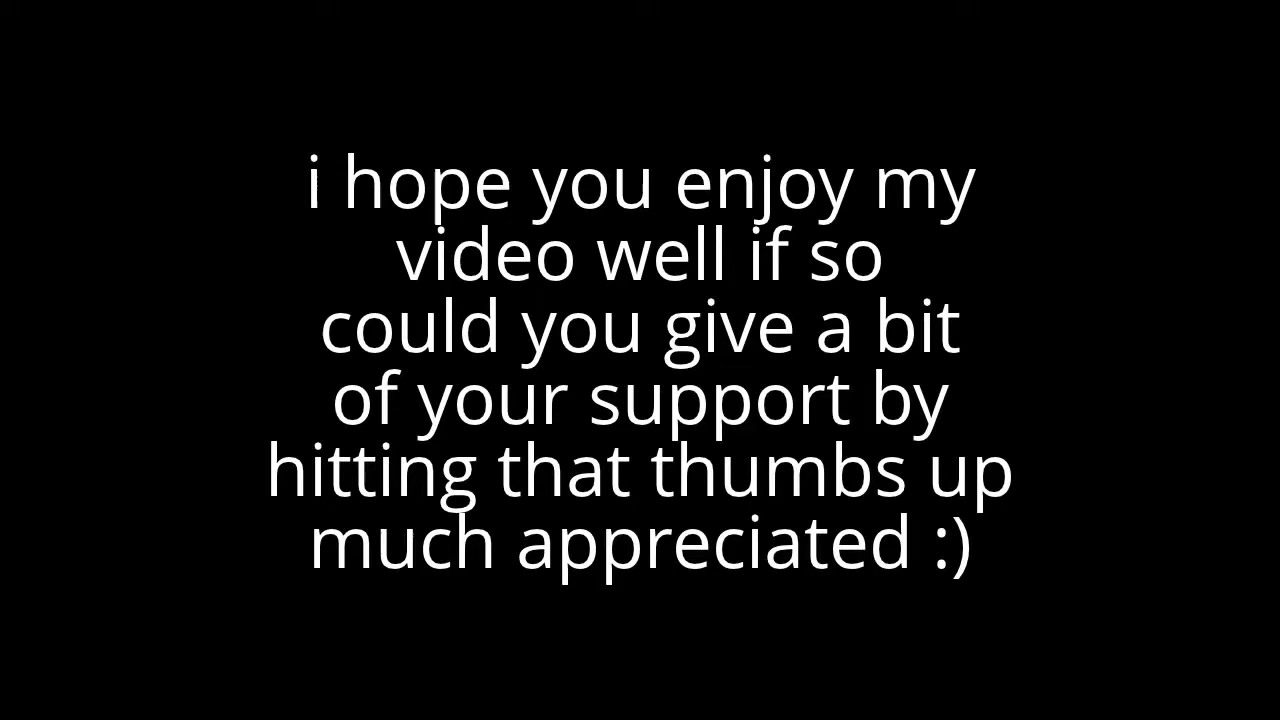 i hope you enjoy my
video well if so
could you give a bit
of your support by
hitting that thumbs up
much appreciated :)